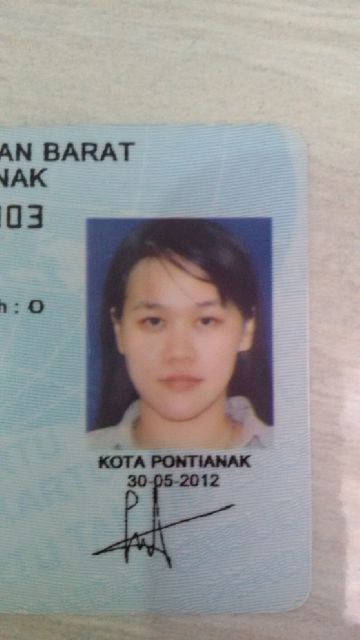 AN BARAT
NAK
003
h : O
KOTA PONTIANAK
30-05-2012